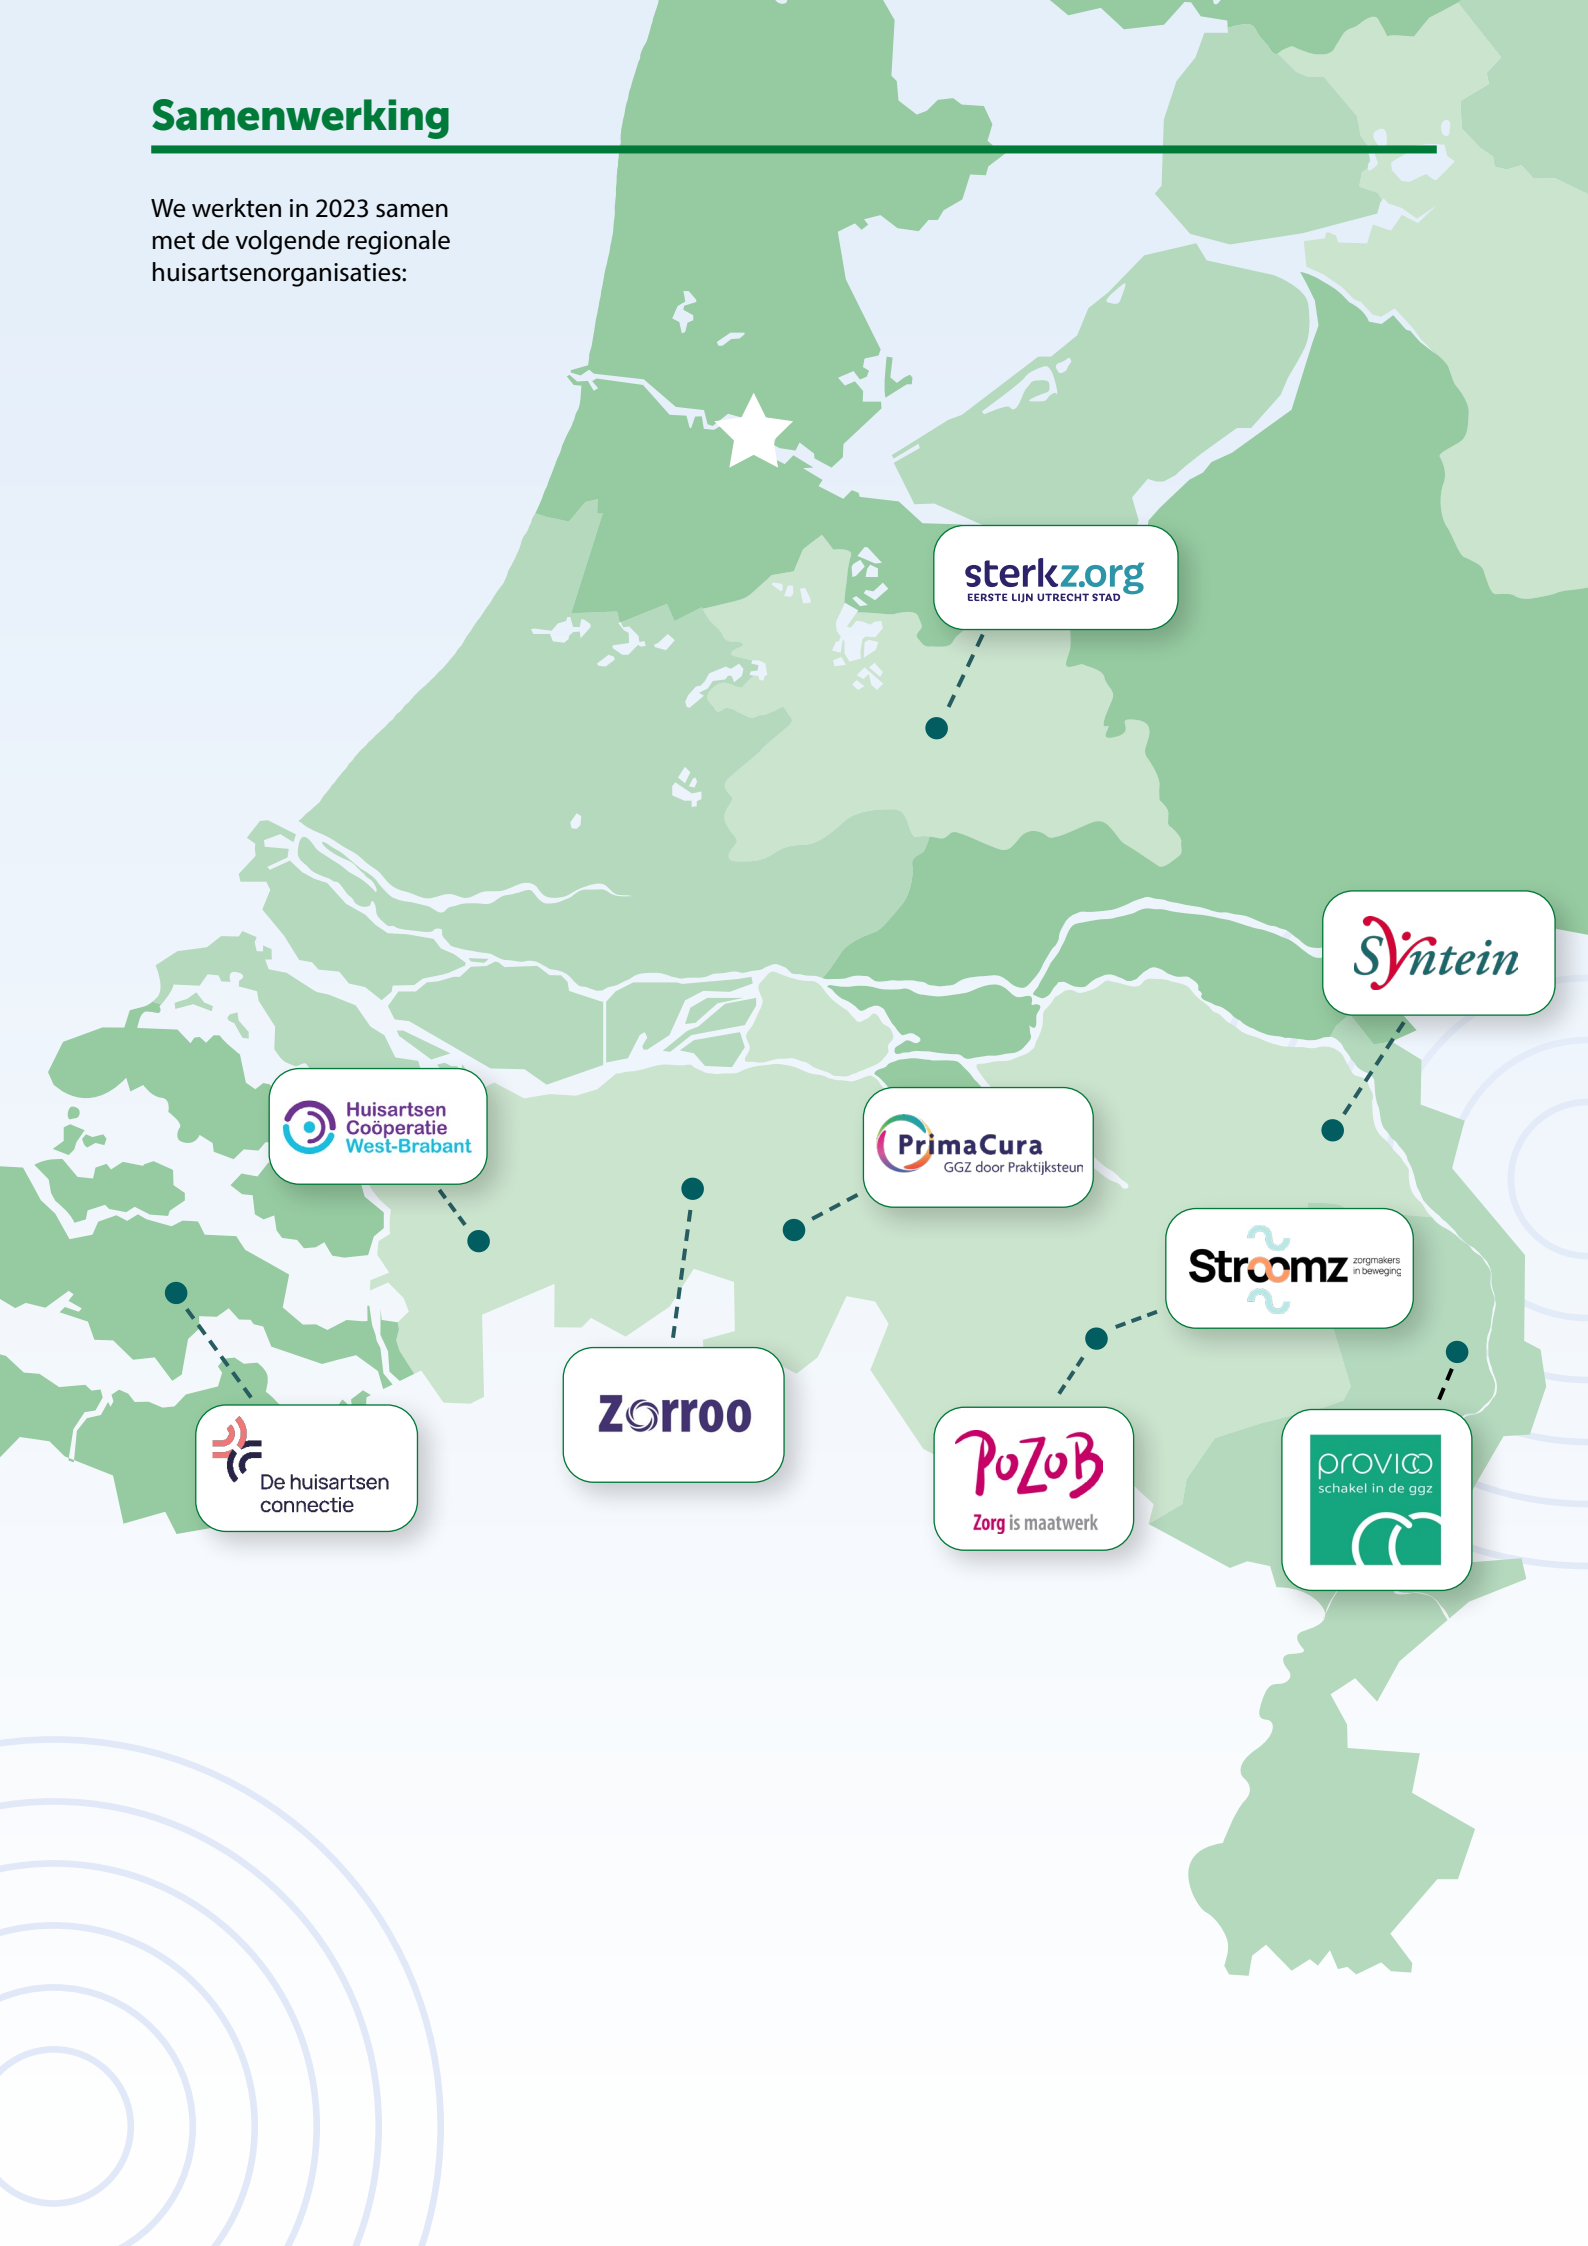 Samenwerking
We werkten in 2023 samen
met de volgende regionale
huisartsenorganisaties:
sterkz.org
EERSTE LIJN UTRECHT STAD
Syntein
Huisartsen
Coöperatie
West-Brabant
PrimaCura
GGZ door Praktijksteun
Stroomz
zorgmakers
in beweging
Zorroo
De huisartsen
connectie
PoZoB
Zorg is maatwerk
provico
schakel in de ggz